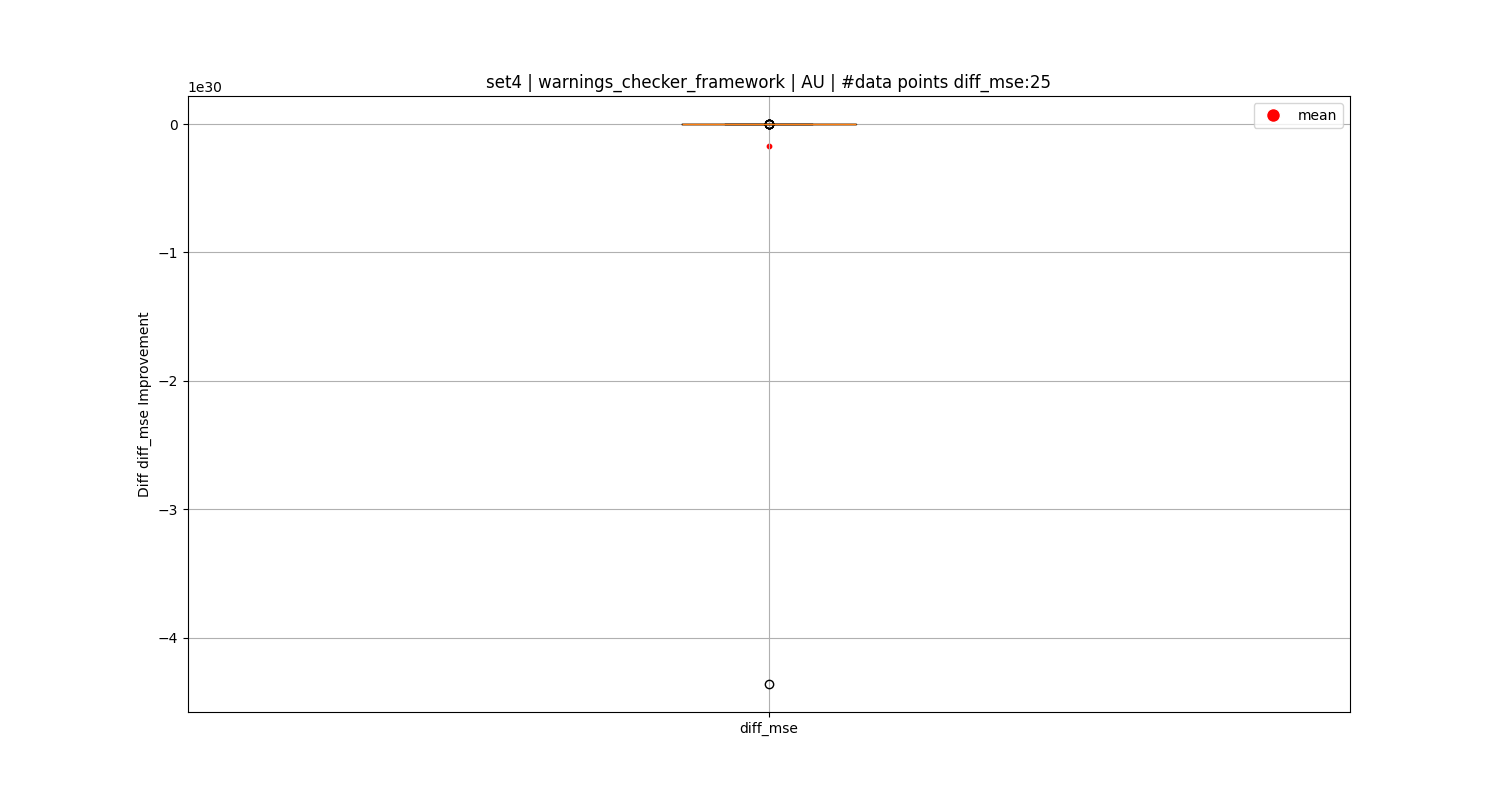 set4 | warnings_checker_framework | AU | #data points diff_mse:25
1e30
mean
0
−1
−2
−3
−4
Diff diff_mse Improvement
diff_mse